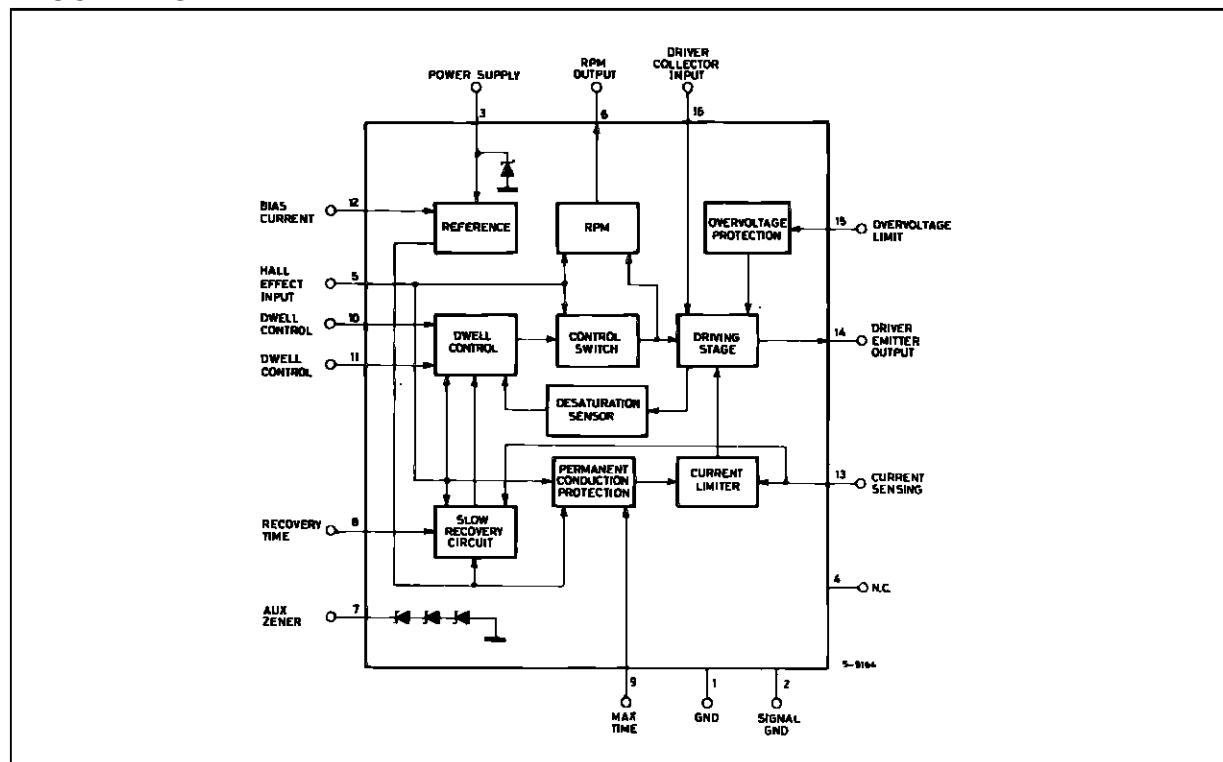 POWER SUPPLY
RPM
OUTPUT
DRIVER
COLLECTOR
INPUT
3
6
16
BIAS
CURRENT
12
REFERENCE
RPM
OVERVOLTAGE
PROTECTION
15
OVERVOLTAGE
LIMIT
HALL
EFFECT
INPUT
5
DWELL
CONTROL
10
DWELL
CONTROL
CONTROL
SWITCH
DRIVING
STAGE
14
DRIVER
EMITTER
OUTPUT
DWELL
CONTROL
11
DESATURATION
SENSOR
PERMANENT
CONDUCTION
PROTECTION
CURRENT
LIMITER
13
CURRENT
SENSING
RECOVERY
TIME
8
SLOW
RECOVERY
CIRCUIT
4
N.C.
AUX
ZENER
7
S-9164
9
1
2
MAX
TIME
GND
SIGNAL
GND